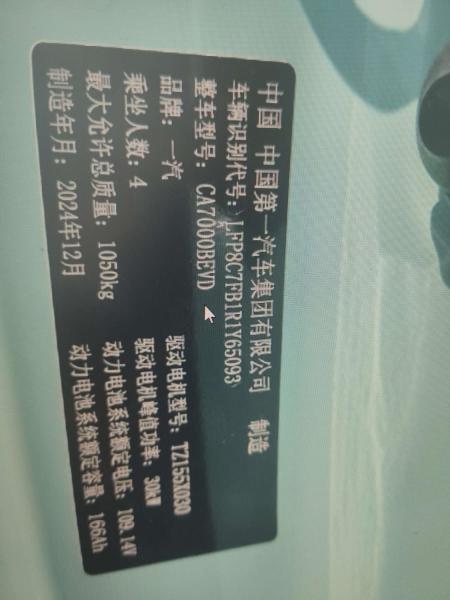 中国 中国第一汽车集团有限公司 制造
车辆识别代号: LFP8C7FB1R1Y65093
整车型号: CA7000BEVD
品牌: 一汽
驱动电机型号: TZ155X030
乘坐人数: 4
驱动电机峰值功率: 30kW
最大允许总质量: 1050kg
动力电池系统额定电压: 109.14V
制造年月: 2024年12月
动力电池系统额定容量: 166Ah